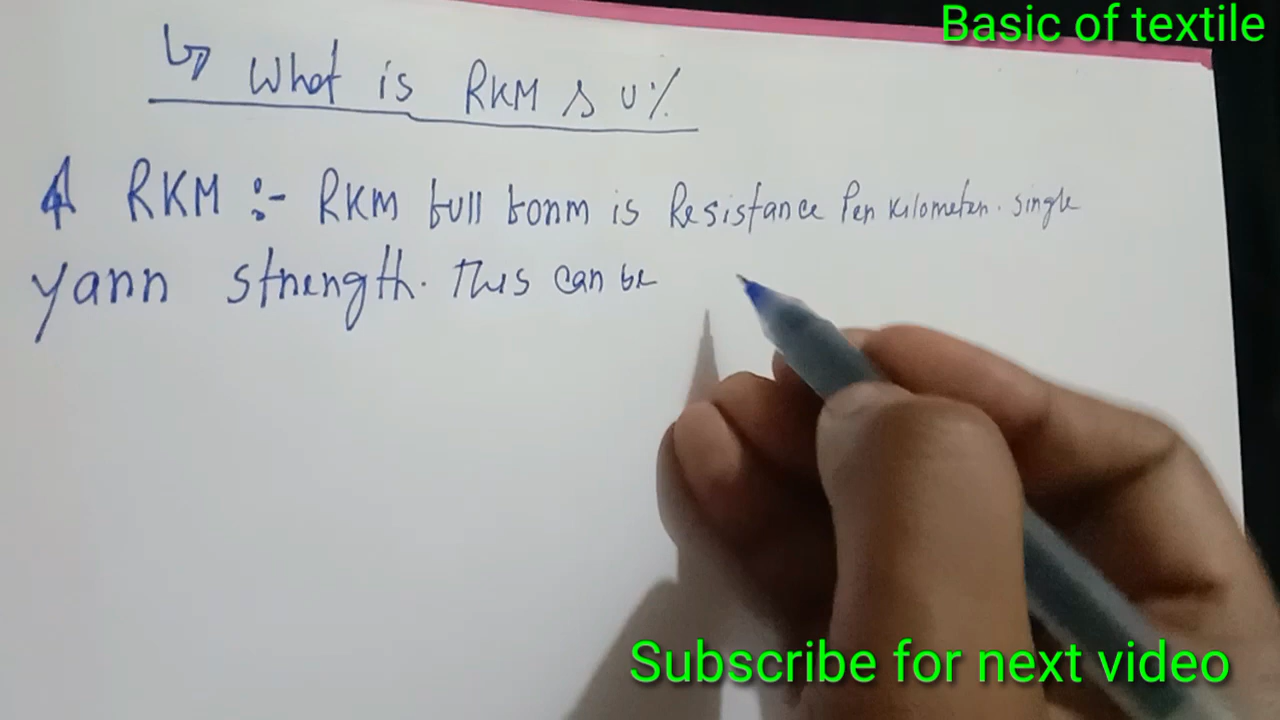 Basic of textile
↳ What is RKM & U%
RKM :- RKM full form is Resistance Per Kilometer. single
yarn strength. This can be
Subscribe for next video